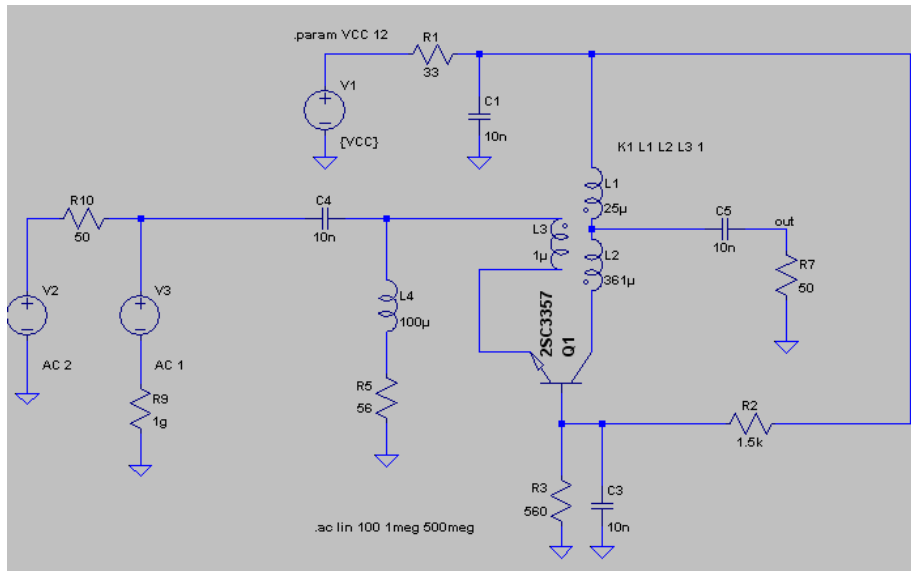 .param VCC 12
R1
33
V1
{VCC}
C1
10n
K1 L1 L2 L3 1
L1
25µ
R10
50
C4
10n
L3
1µ
C5
10n
out
L2
361µ
R7
50
V2
AC 2
V3
AC 1
L4
100µ
2SC3357
Q1
R9
1g
R5
56
R2
1.5k
R3
560
C3
10n
.ac lin 100 1meg 500meg